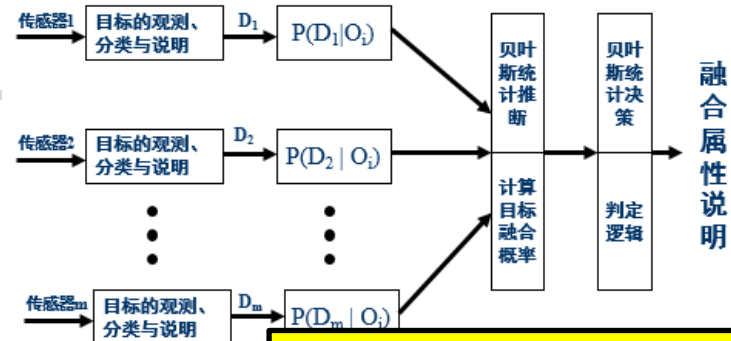 传感器1
目标的观测、
分类与说明
D₁
P(D₁|Oᵢ)
传感器2
目标的观测、
分类与说明
D₂
P(D₂ | Oᵢ)
传感器m
目标的观测、
分类与说明
Dₘ
P(Dₘ | Oᵢ)
贝叶
斯统
计推
断
计算
目标
融合
概率
贝叶
斯统
计决
策
判定
逻辑
融
合
属
性
说
明